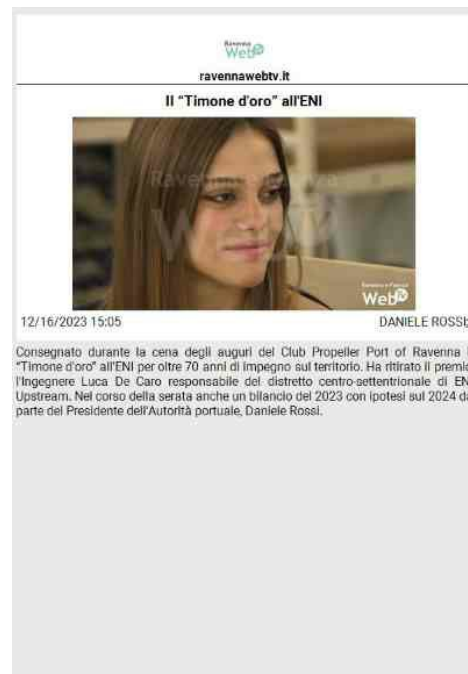 Ravenna
Web tv
ravennawebtv.it
Il “Timone d’oro” all’ENI
Web tv
12/16/2023 15:05
DANIELE ROSSI;
Consegnato durante la cena degli auguri del Club Propeller Port of Ravenna i
“Timone d’oro” all’ENI per oltre 70 anni di impegno sul territorio. Ha ritirato il premio
l’Ingegnere Luca De Caro responsabile del distretto centro-settentrionale di EN
Upstream. Nel corso della serata anche un bilancio del 2023 con ipotesi sul 2024 da
parte del Presidente dell’Autorità portuale, Daniele Rossi.